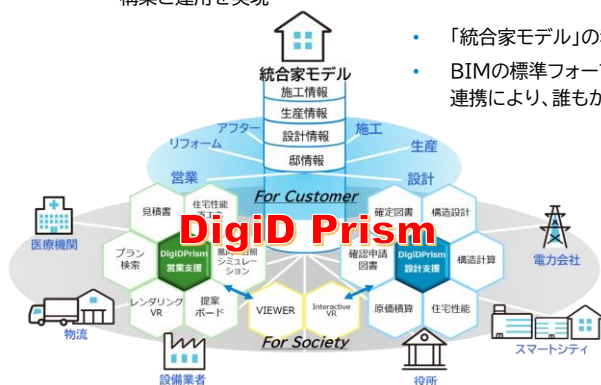 構築と運用を実現
「統合家モデル」の
BIMの標準フォー
連携により、誰もが
統合家モデル
施工情報
生産情報
設計情報
邸情報
アフター
リフォーム
営業
施工
生産
設計
For Customer
見積書
住宅性能
プラン
検索
DigiDPrism
営業支援
シミュレー
ション
レンダリング
VR
提案
ボード
DigiD Prism
確定図書
構造設計
確認申請
図書
DigiDPrism
設計支援
構造計算
原価積算
住宅性能
VIEWER
Interactive
VR
For Society
医療機関
物流
設備業者
役所
スマートシティ
電力会社